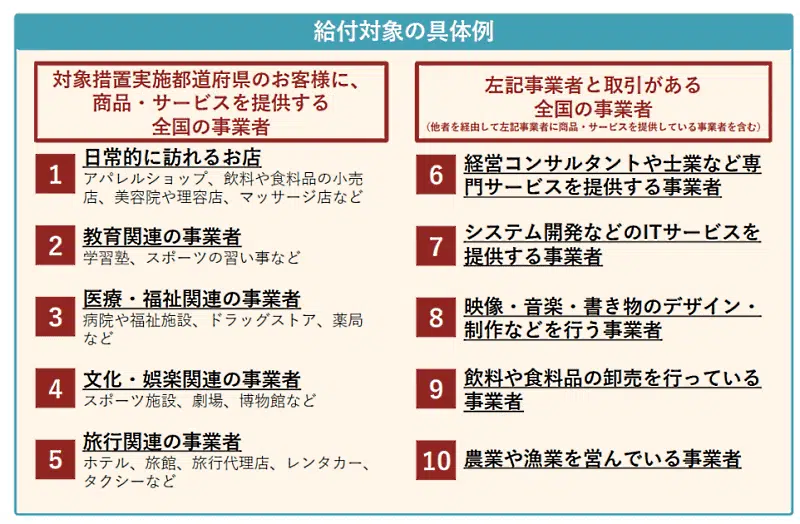 給付対象の具体例
対象措置実施都道府県のお客様に、
商品・サービスを提供する
全国の事業者
1
日常的に訪れるお店
アパレルショップ、飲料や食料品の小売
店、美容院や理容店、マッサージ店など
2
教育関連の事業者
学習塾、スポーツの習い事など
3
医療・福祉関連の事業者
病院や福祉施設、ドラッグストア、薬局
など
4
文化・娯楽関連の事業者
スポーツ施設、劇場、博物館など
5
旅行関連の事業者
ホテル、旅館、旅行代理店、レンタカー、
タクシーなど
左記事業者と取引がある
全国の事業者
（他者を経由して左記事業者に商品・サービスを提供している事業者を含む）
6
経営コンサルタントや士業など専
門サービスを提供する事業者
7
システム開発などのITサービスを
提供する事業者
8
映像・音楽・書き物のデザイン・
制作などを行う事業者
9
飲料や食料品の卸売を行っている
事業者
10
農業や漁業を営んでいる事業者